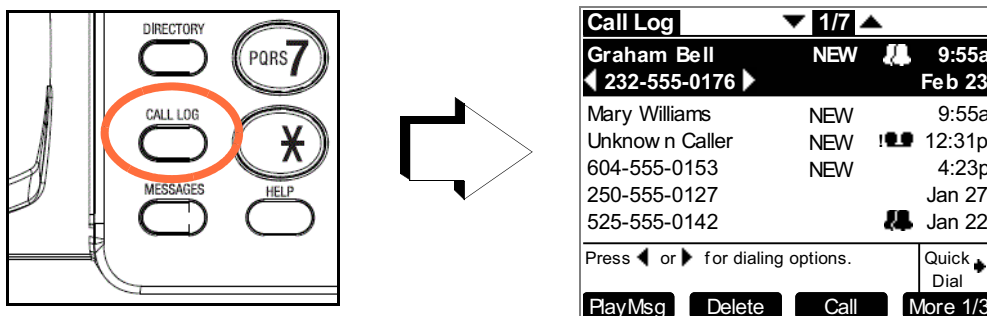 DIRECTORY
PQRS7
CALL LOG
*
MESSAGES
HELP
Call Log ▼ 1/7 ▲
Graham Bell NEW 9:55a
◀ 232-555-0176 ▶ Feb 23
Mary Williams NEW 9:55a
Unknow n Caller NEW ! 12:31p
604-555-0153 NEW 4:23p
250-555-0127 Jan 27
525-555-0142 Jan 22
Press ◀ or ▶ for dialing options. Quick
Dial
PlayMsg Delete Call More 1/3